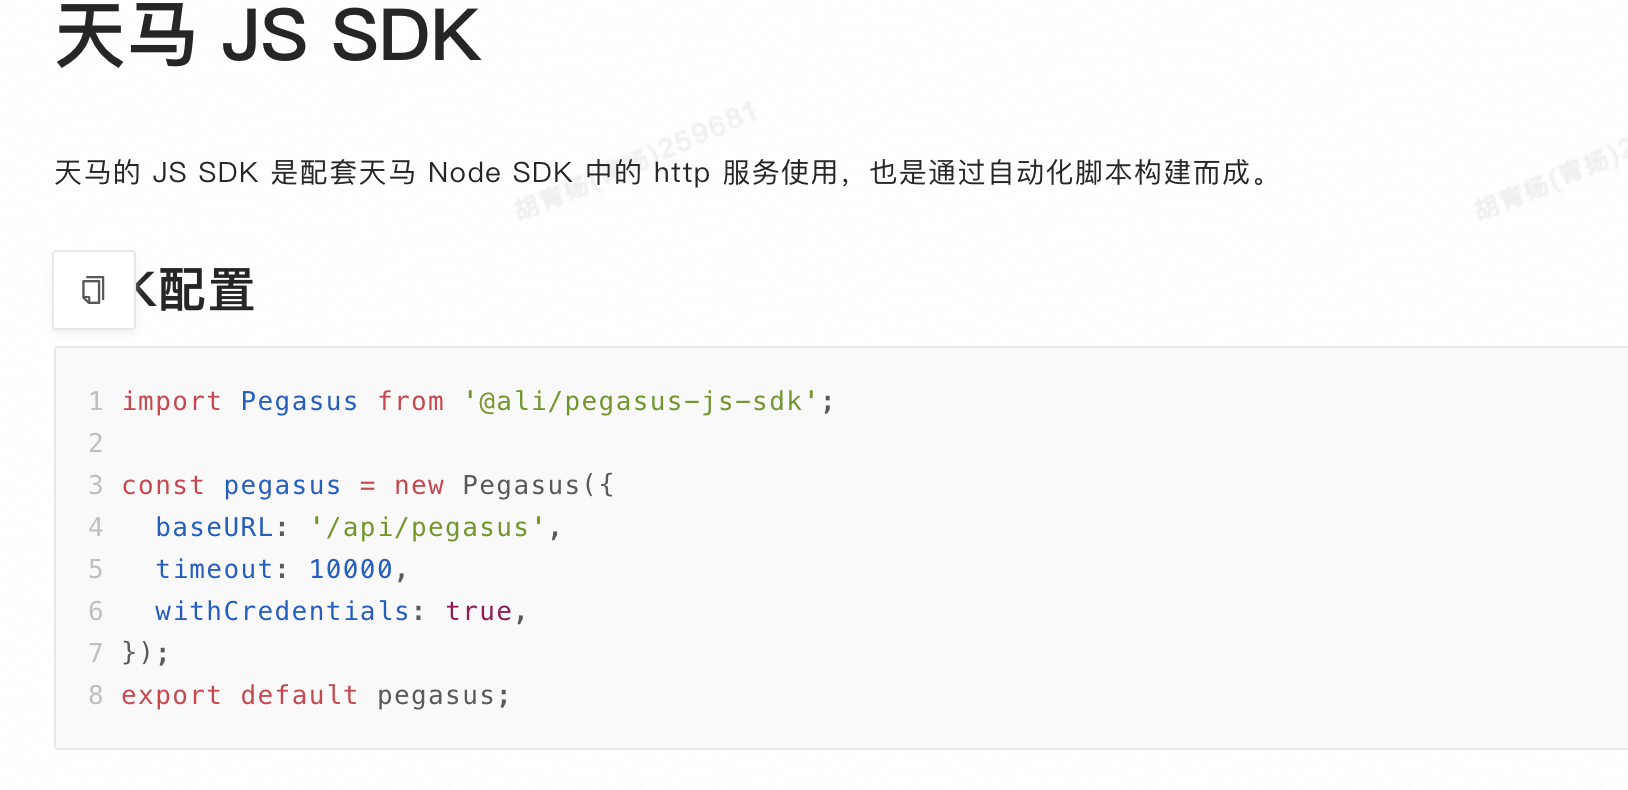 天马 JS SDK
胡青杨(青杨)259681
胡青杨(青杨)2
天马的 JS SDK 是配套天马 Node SDK 中的 http 服务使用，也是通过自动化脚本构建而成。
K配置
1 import Pegasus from '@ali/pegasus-js-sdk';
2
3 const pegasus = new Pegasus({
4   baseURL: '/api/pegasus',
5   timeout: 10000,
6   withCredentials: true,
7 });
8 export default pegasus;